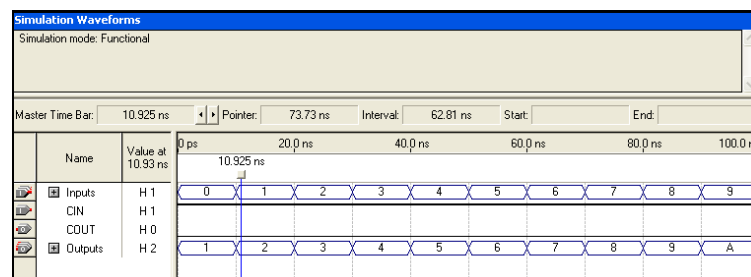 Simulation Waveforms
Simulation mode: Functional
Master Time Bar: 10.925 ns Pointer: 73.73 ns Interval: 62.81 ns Start: End:
Name Value at 10.93 ns 0 ps 20.0 ns 40.0 ns 60.0 ns 80.0 ns 100.0 n
10.925 ns
Inputs H 1 0 1 2 3 4 5 6 7 8 9
CIN H 1
COUT H 0
Outputs H 2 1 2 3 4 5 6 7 8 9 A